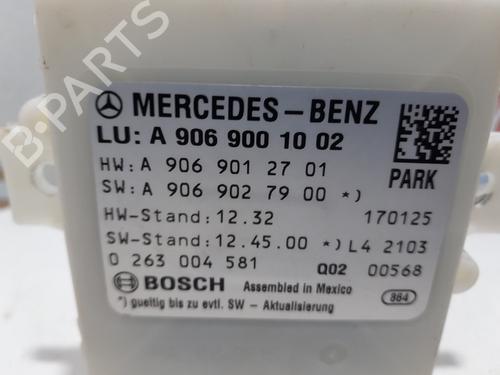 B-PARTS
MERCEDES-BENZ
LU: A 906 900 10 02
HW: A 906 901 27 01
SW: A 906 902 79 00 *)
PARK
HW-Stand: 12.32 170125
SW-Stand: 12.45.00 *) L4 2103
0 263 004 581 Q02 00568
BOSCH Assembled in Mexico
*) gueltig bis zu evtl. SW - Aktualisierung
884